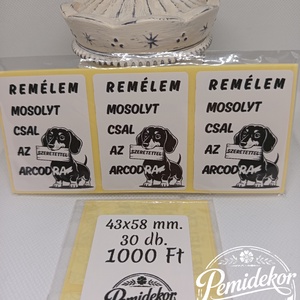 REMÉLEM
MOSOLYT
CSAL
AZ
ARCODRA
SZERETETTEL
REMÉLEM
MOSOLYT
CSAL
AZ
ARCODRA
SZERETETTEL
REMÉLEM
MOSOLYT
CSAL
AZ
ARCODRA
SZERETETTEL
43x58 mm.
30 db.
1000 Ft
Pemidekor
Pemidekor